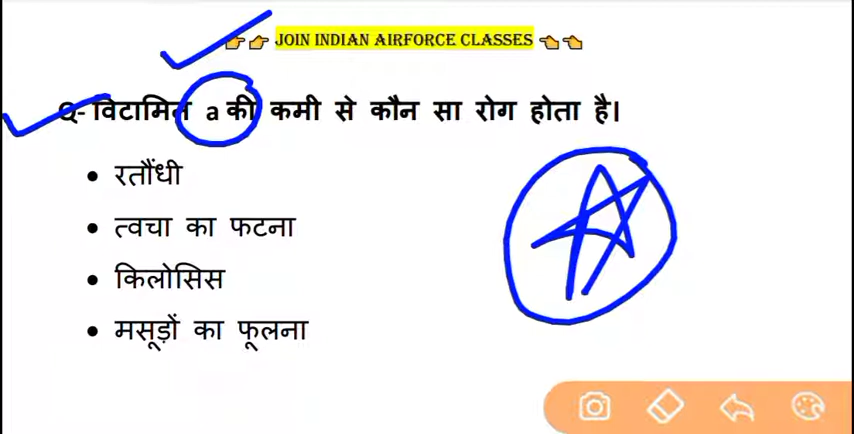 👉👉 JOIN INDIAN AIRFORCE CLASSES 👈👈
Q- विटामिन a की कमी से कौन सा रोग होता है।
• रतौंधी
• त्वचा का फटना
• किलोसिस
• मसूड़ों का फूलना